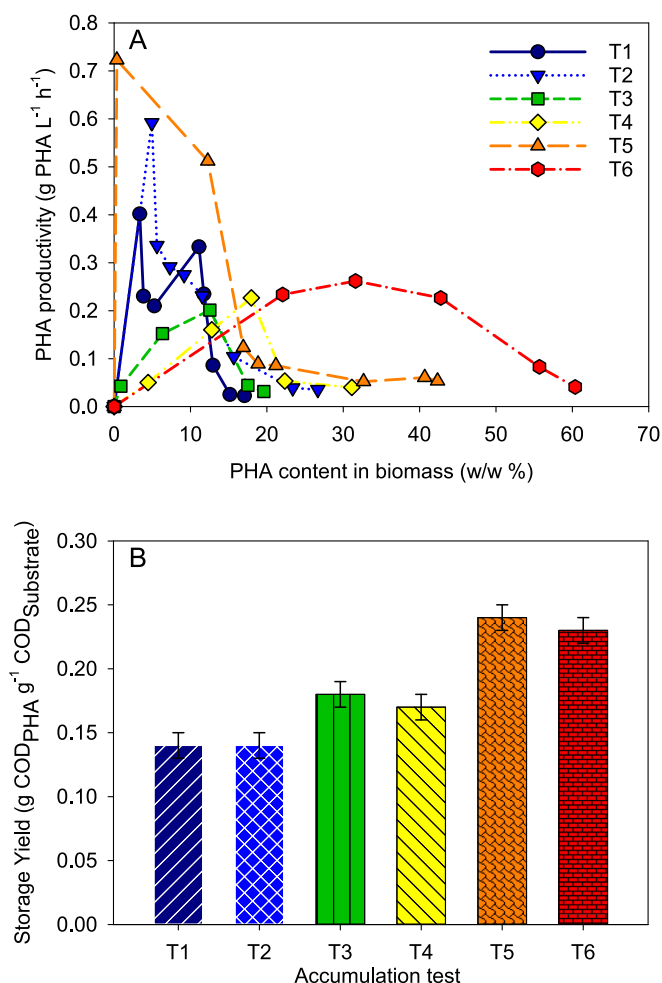 A
T1
T2
T3
T4
T5
T6
PHA productivity (g PHA L⁻¹ h⁻¹)
0.8
0.7
0.6
0.5
0.4
0.3
0.2
0.1
0.0
0 10 20 30 40 50 60 70
PHA content in biomass (w/w %)
B
Storage Yield (g COD_PHA g⁻¹ COD_Substrate)
0.30
0.25
0.20
0.15
0.10
0.05
0.00
T1 T2 T3 T4 T5 T6
Accumulation test